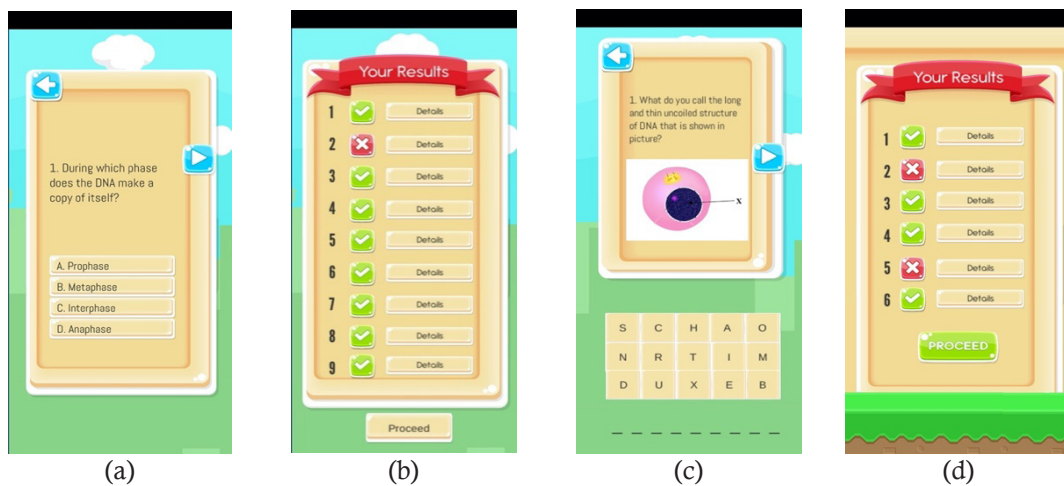 1. During which phase
does the DNA make a
copy of itself?
A. Prophase
B. Metaphase
C. Interphase
D. Anaphase
(a)
Your Results
1 Details
2 Details
3 Details
4 Details
5 Details
6 Details
7 Details
8 Details
9 Details
Proceed
(b)
1. What do you call the long
and thin uncoiled structure
of DNA that is shown in
picture?
X
S C H A O
N R T I M
D U X E B
(c)
Your Results
1 Details
2 Details
3 Details
4 Details
5 Details
6 Details
PROCEED
(d)